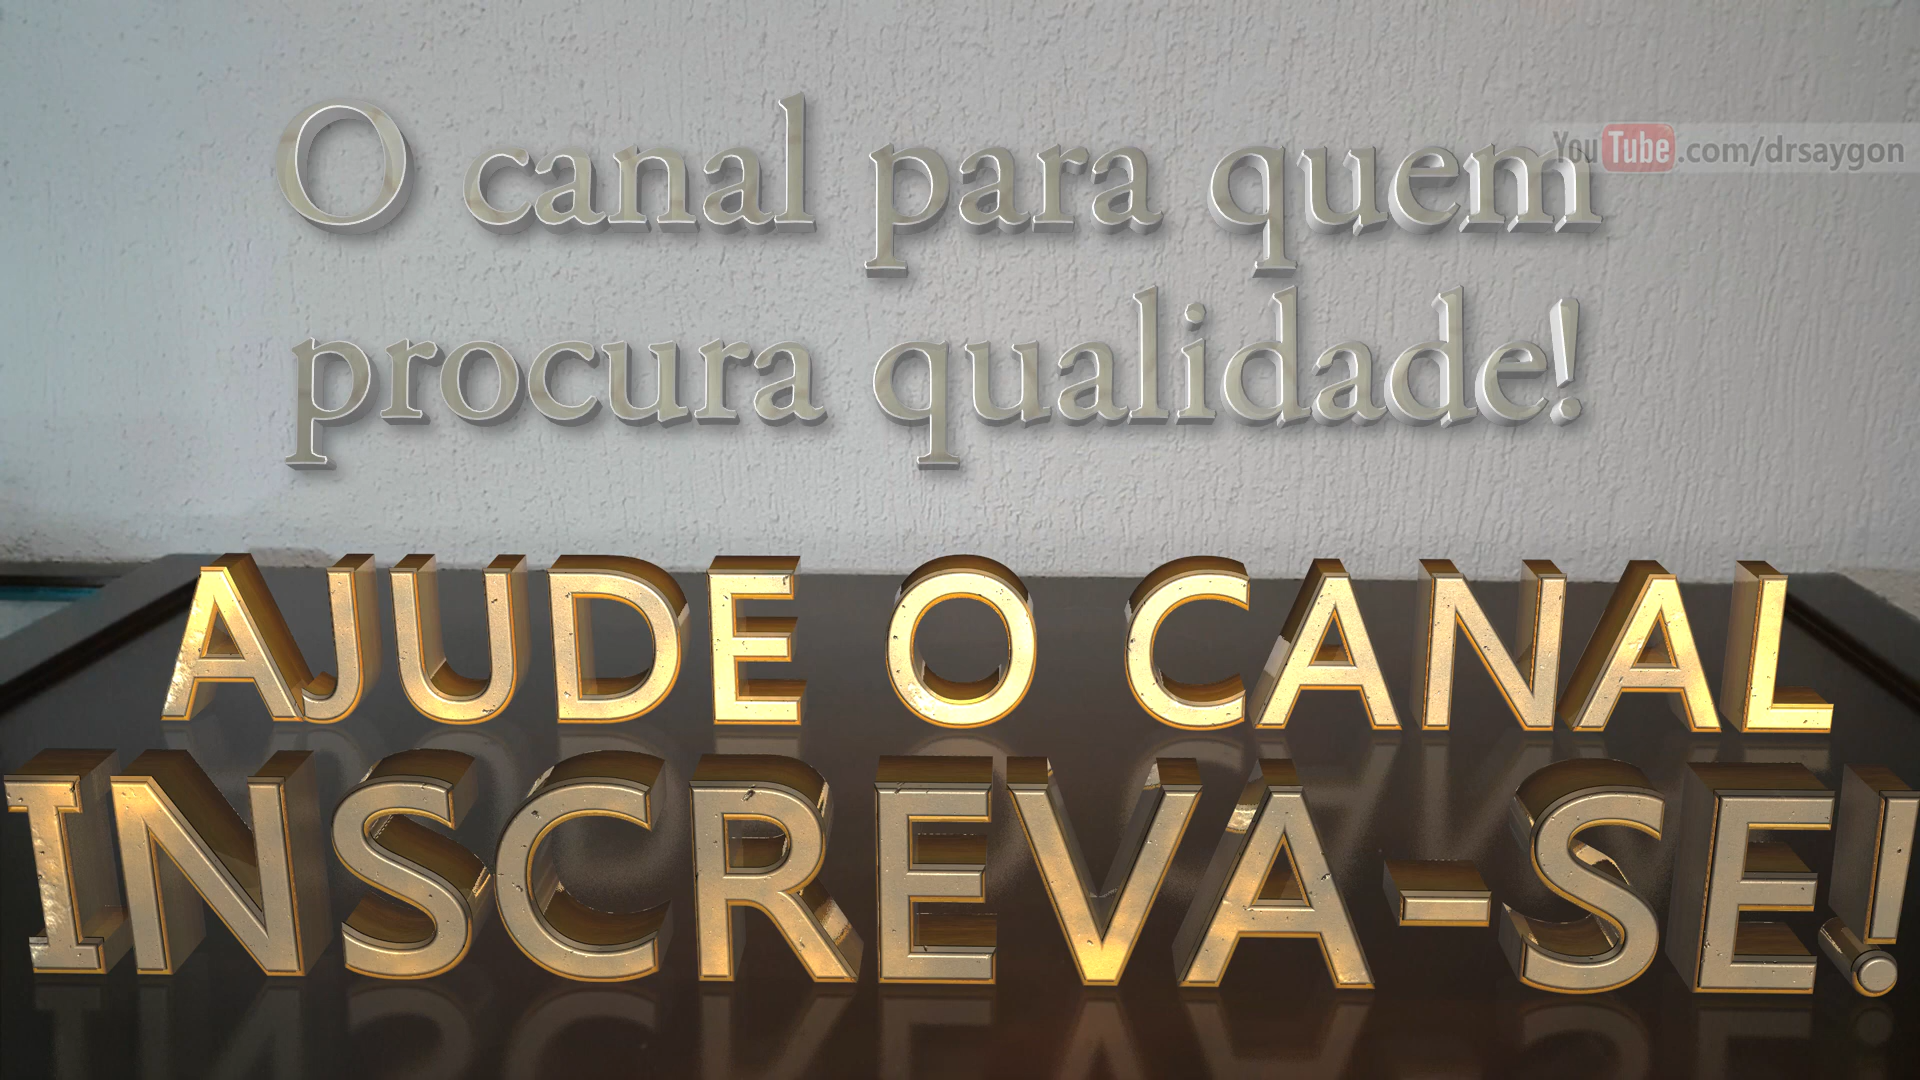 O canal para quem
YouTube.com/drsaygon
procura qualidade!
AJUDE O CANAL
INSCREVA-SE!